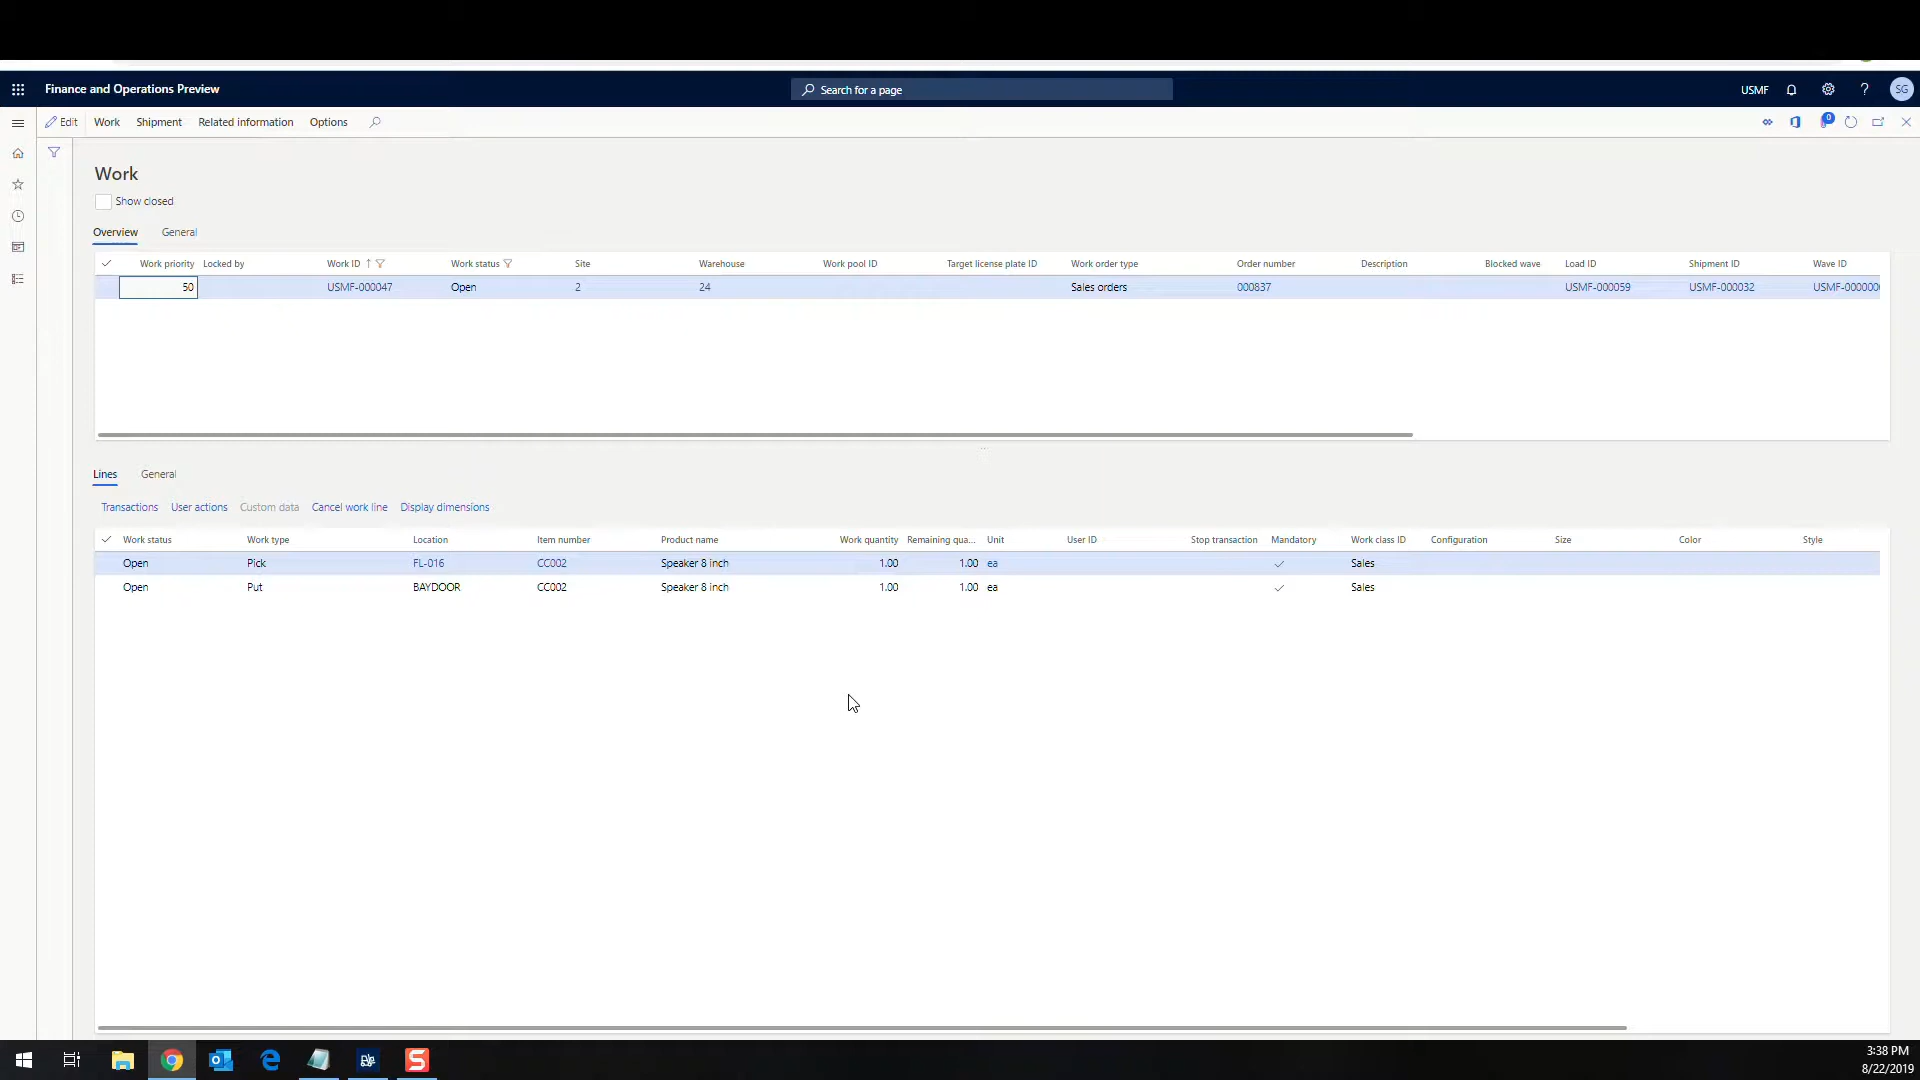 Finance and Operations Preview
Search for a page
USMF
?
SG
Edit Work Shipment Related information Options
0
Work
Show closed
Overview General
Work priority Locked by Work ID Work status Site Warehouse Work pool ID Target license plate ID Work order type Order number Description Blocked wave Load ID Shipment ID Wave ID
50 USMF-000047 Open 2 24 Sales orders 000837 USMF-000059 USMF-000032 USMF-0000000
Lines General
Transactions User actions Custom data Cancel work line Display dimensions
Work status Work type Location Item number Product name Work quantity Remaining qua... Unit User ID Stop transaction Mandatory Work class ID Configuration Size Color Style
Open Pick FL-016 CC002 Speaker 8 inch 1.00 1.00 ea Sales
Open Put BAYDOOR CC002 Speaker 8 inch 1.00 1.00 ea Sales
3:38 PM
8/22/2019